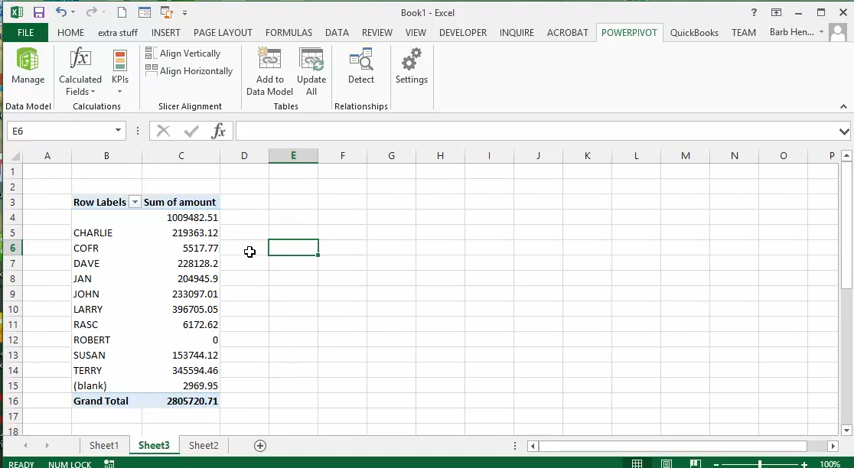 Book1 - Excel
FILE HOME extra stuff INSERT PAGE LAYOUT FORMULAS DATA REVIEW VIEW DEVELOPER INQUIRE ACROBAT POWERPIVOT QuickBooks TEAM Barb Hen...
Manage
Data Model
Calculated Fields
KPIs
Calculations
Align Vertically
Align Horizontally
Slicer Alignment
Add to Data Model
Update All
Tables
Detect
Relationships
Settings
E6 fx
A B C D E F G H I J K L M N O P
1
2
3 Row Labels Sum of amount
4 1009482.51
5 CHARLIE 219363.12
6 COFR 5517.77
7 DAVE 228128.2
8 JAN 204945.9
9 JOHN 233097.01
10 LARRY 396705.05
11 RASC 6172.62
12 ROBERT 0
13 SUSAN 153744.12
14 TERRY 345594.46
15 (blank) 2969.95
16 Grand Total 2805720.71
17
18
Sheet1 Sheet3 Sheet2
READY NUM LOCK 100%